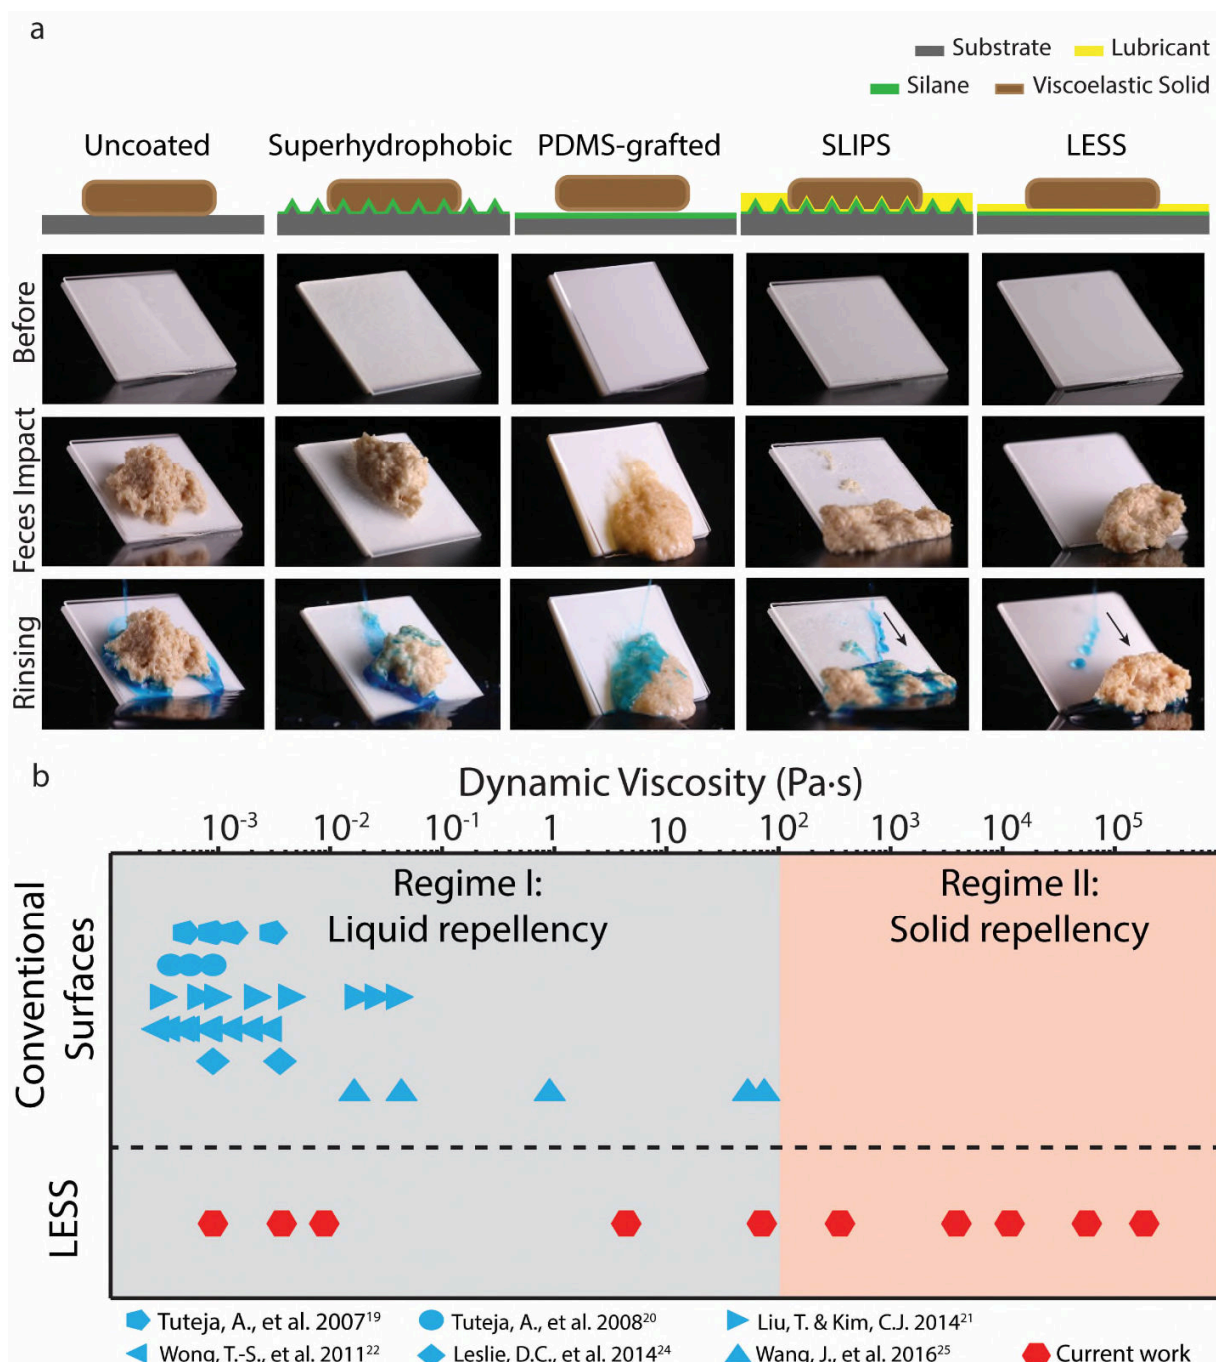 a
Substrate Lubricant
Silane Viscoelastic Solid
Uncoated Superhydrophobic PDMS-grafted SLIPS LESS
Before
Feces Impact
Rinsing
b
Dynamic Viscosity (Pa·s)
10⁻³ 10⁻² 10⁻¹ 1 10 10² 10³ 10⁴ 10⁵
Conventional
Surfaces
Regime I:
Liquid repellency
Regime II:
Solid repellency
LESS
Tuteja, A., et al. 2007¹⁹ Tuteja, A., et al. 2008²⁰ Liu, T. & Kim, C.J. 2014²¹
Wong, T.-S., et al. 2011²² Leslie, D.C., et al. 2014²⁴ Wang, J., et al. 2016²⁵ Current work